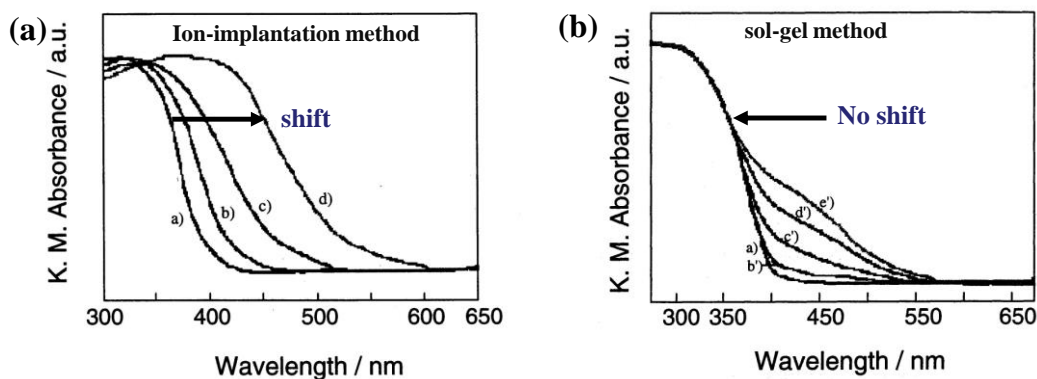 (a)
Ion-implantation method
K. M. Absorbance / a.u.
shift
a)
b)
c)
d)
300 400 500 600 650
Wavelength / nm
(b)
sol-gel method
K. M. Absorbance / a.u.
No shift
e')
d')
c')
a)
b')
300 350 450 550 650
Wavelength / nm